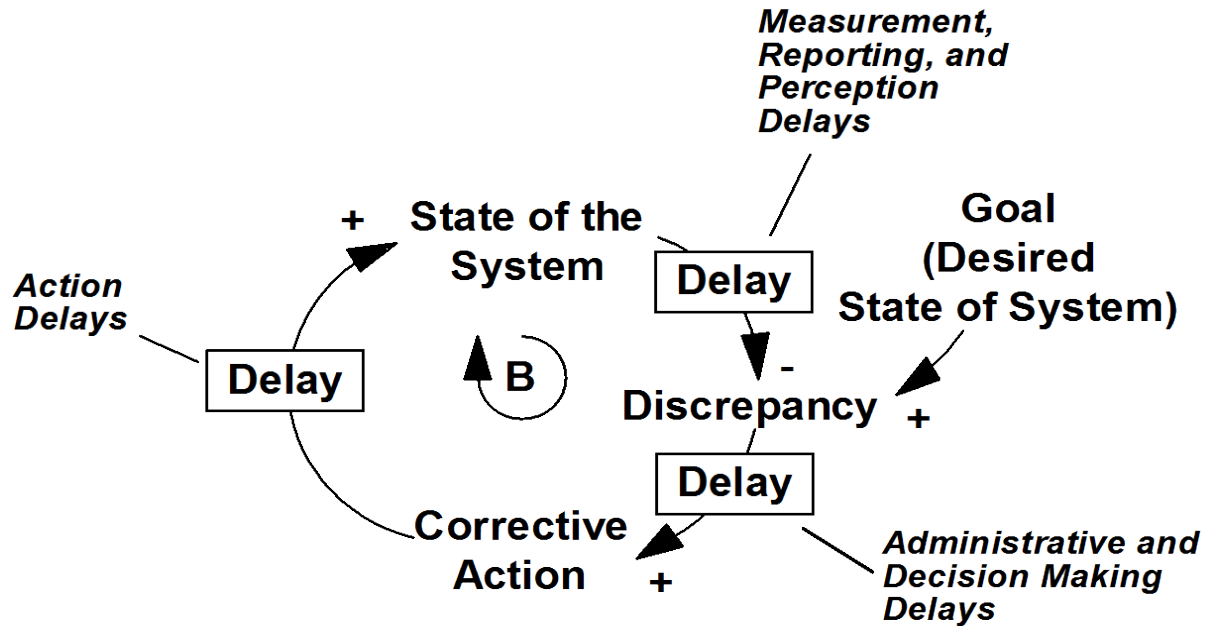 Measurement,
Reporting, and
Perception
Delays
+
State of the
System
Delay
Goal
(Desired
State of System)
Action
Delays
Delay
B
-
Discrepancy
+
Delay
Corrective
Action
+
Administrative and
Decision Making
Delays